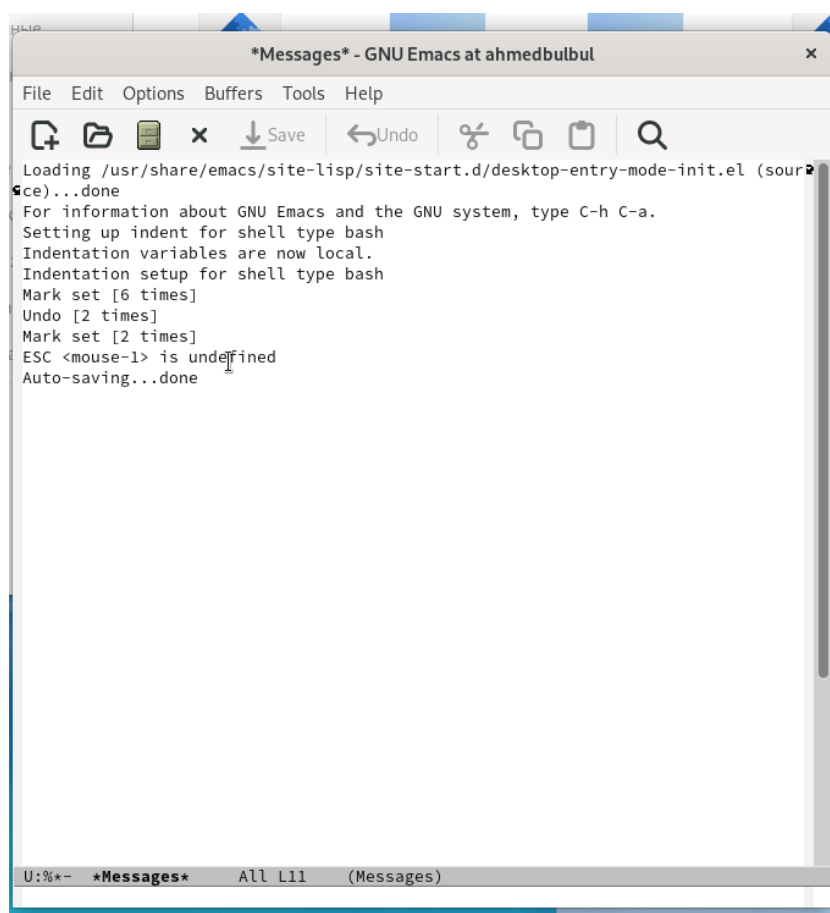 ные
*Messages* - GNU Emacs at ahmedbulbul
File Edit Options Buffers Tools Help
Save Undo
Loading /usr/share/emacs/site-lisp/site-start.d/desktop-entry-mode-init.el (sour
ce)...done
For information about GNU Emacs and the GNU system, type C-h C-a.
Setting up indent for shell type bash
Indentation variables are now local.
Indentation setup for shell type bash
Mark set [6 times]
Undo [2 times]
Mark set [2 times]
ESC <mouse-1> is undefined
Auto-saving...done
U:%*- *Messages* All L11 (Messages)